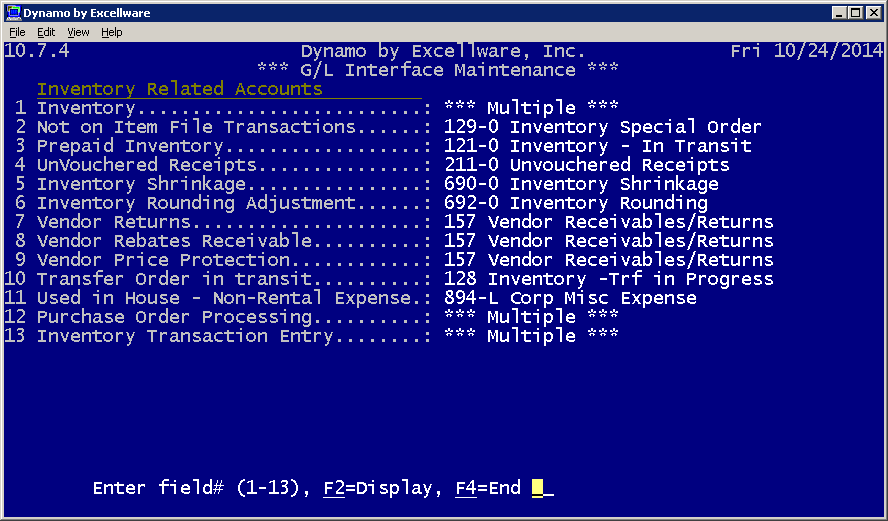 Dynamo by Excellware
File Edit View Help
10.7.4 Dynamo by Excellware, Inc. Fri 10/24/2014
*** G/L Interface Maintenance ***
Inventory Related Accounts
1 Inventory..........................: *** Multiple ***
2 Not on Item File Transactions......: 129-0 Inventory Special Order
3 Prepaid Inventory..................: 121-0 Inventory - In Transit
4 UnVouchered Receipts...............: 211-0 Unvouchered Receipts
5 Inventory Shrinkage................: 690-0 Inventory Shrinkage
6 Inventory Rounding Adjustment......: 692-0 Inventory Rounding
7 Vendor Returns.....................: 157 Vendor Receivables/Returns
8 Vendor Rebates Receivable..........: 157 Vendor Receivables/Returns
9 Vendor Price Protection............: 157 Vendor Receivables/Returns
10 Transfer Order in transit..........: 128 Inventory -Trf in Progress
11 Used in House - Non-Rental Expense.: 894-L Corp Misc Expense
12 Purchase Order Processing..........: *** Multiple ***
13 Inventory Transaction Entry........: *** Multiple ***
Enter field# (1-13), F2=Display, F4=End